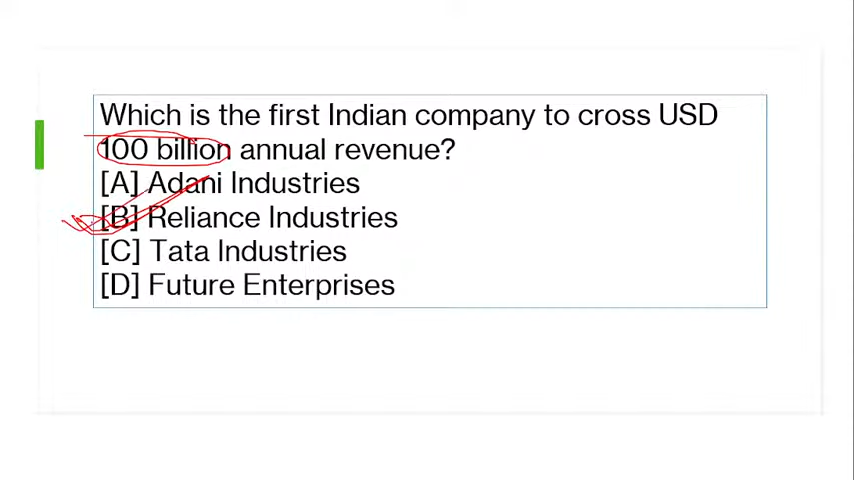 Which is the first Indian company to cross USD
100 billion annual revenue?
[A] Adani Industries
[B] Reliance Industries
[C] Tata Industries
[D] Future Enterprises